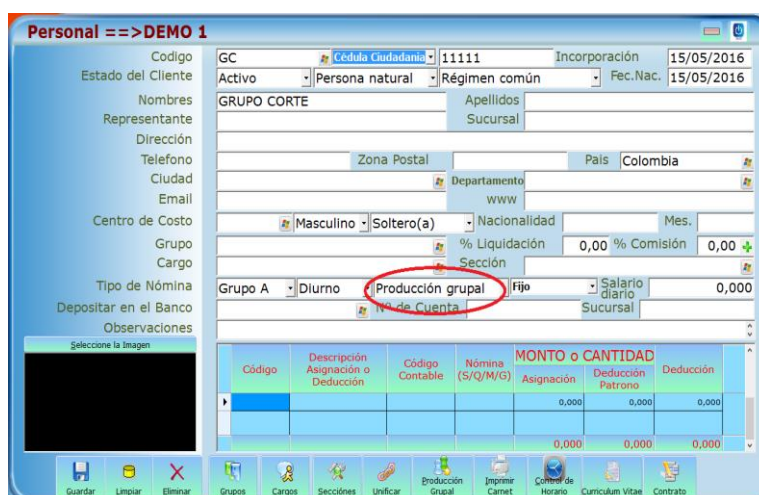 Personal ==>DEMO 1
Codigo GC Cédula Ciudadania 11111 Incorporación 15/05/2016
Estado del Cliente Activo Persona natural Régimen común Fec.Nac. 15/05/2016
Nombres GRUPO CORTE Apellidos
Representante Sucursal
Dirección
Telefono Zona Postal Pais Colombia
Ciudad Departamento
Email www
Centro de Costo Masculino Soltero(a) Nacionalidad Mes.
Grupo % Liquidación 0,00 % Comisión 0,00
Cargo Sección
Tipo de Nómina Grupo A Diurno Producción grupal Fijo Salario diario 0,000
Depositar en el Banco Nº de Cuenta Sucursal
Observaciones
Seleccione la Imagen
Código Descripción Asignación o Deducción Código Contable Nómina (S/Q/M/G) MONTO o CANTIDAD Asignación Deducción Patrono Deducción
0,000 0,000 0,000
0,000 0,000 0,000
Guardar Limpiar Eliminar Grupos Cargos Secciónes Unificar Producción Grupal Imprimir Carnet Control de Horario Curriculum Vitae Contrato